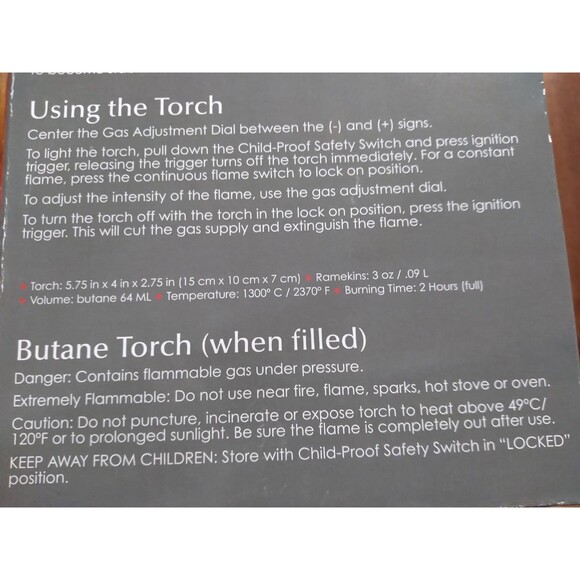 Using the Torch
Center the Gas Adjustment Dial between the (-) and (+) signs.
To light the torch, pull down the Child-Proof Safety Switch and press ignition
trigger, releasing the trigger turns off the torch immediately. For a constant
flame, press the continuous flame switch to lock on position.
To adjust the intensity of the flame, use the gas adjustment dial.
To turn the torch off with the torch in the lock on position, press the ignition
trigger. This will cut the gas supply and extinguish the flame.
Torch: 5.75 in x 4 in x 2.75 in (15 cm x 10 cm x 7 cm) Ramekins: 3 oz / .09 L
Volume: butane 64 ML Temperature: 1300º C / 2370º F Burning Time: 2 Hours (full)
Butane Torch (when filled)
Danger: Contains flammable gas under pressure.
Extremely Flammable: Do not use near fire, flame, sparks, hot stove or oven.
Caution: Do not puncture, incinerate or expose torch to heat above 49ºC/
120ºF or to prolonged sunlight. Be sure the flame is completely out after use.
KEEP AWAY FROM CHILDREN: Store with Child-Proof Safety Switch in “LOCKED”
position.